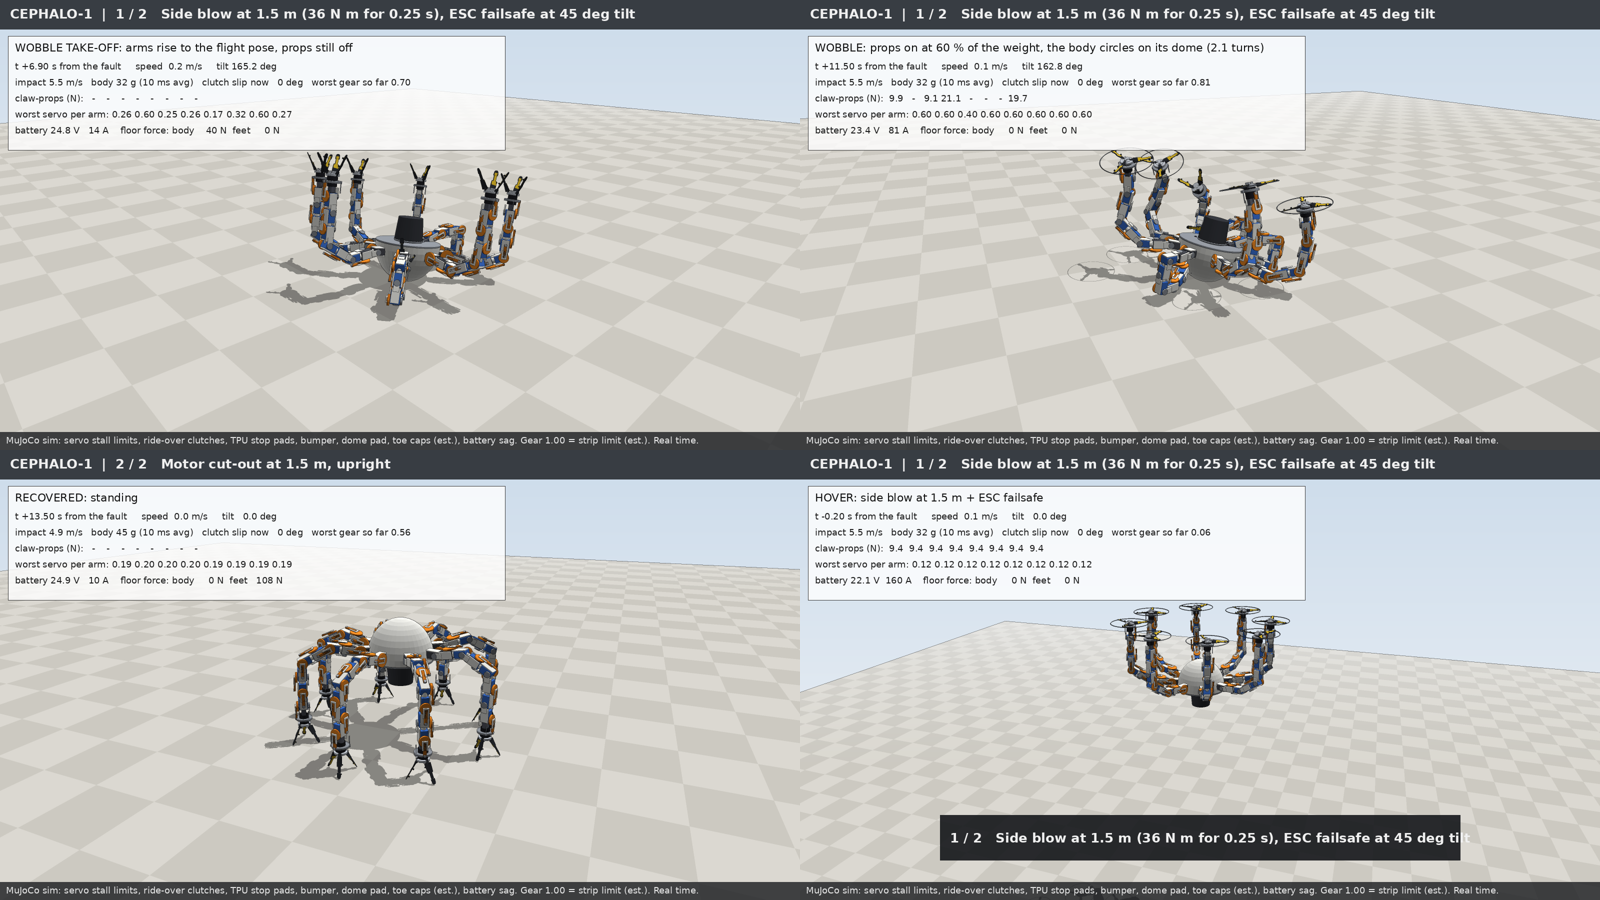 CEPHALO-1 | 1 / 2 Side blow at 1.5 m (36 N m for 0.25 s), ESC failsafe at 45 deg tilt
WOBBLE TAKE-OFF: arms rise to the flight pose, props still off
t +6.90 s from the fault speed 0.2 m/s tilt 165.2 deg
impact 5.5 m/s body 32 g (10 ms avg) clutch slip now 0 deg worst gear so far 0.70
claw-props (N): - - - - - - - -
worst servo per arm: 0.26 0.60 0.25 0.26 0.17 0.32 0.60 0.27
battery 24.8 V 14 A floor force: body 40 N feet 0 N
MuJoCo sim: servo stall limits, ride-over clutches, TPU stop pads, bumper, dome pad, toe caps (est.), battery sag. Gear 1.00 = strip limit (est.). Real time.
CEPHALO-1 | 1 / 2 Side blow at 1.5 m (36 N m for 0.25 s), ESC failsafe at 45 deg tilt
WOBBLE: props on at 60 % of the weight, the body circles on its dome (2.1 turns)
t +11.50 s from the fault speed 0.1 m/s tilt 162.8 deg
impact 5.5 m/s body 32 g (10 ms avg) clutch slip now 0 deg worst gear so far 0.81
claw-props (N): 9.9 - 9.1 21.1 - - - 19.7
worst servo per arm: 0.60 0.60 0.40 0.60 0.60 0.60 0.60 0.60
battery 23.4 V 81 A floor force: body 0 N feet 0 N
MuJoCo sim: servo stall limits, ride-over clutches, TPU stop pads, bumper, dome pad, toe caps (est.), battery sag. Gear 1.00 = strip limit (est.). Real time.
CEPHALO-1 | 2 / 2 Motor cut-out at 1.5 m, upright
RECOVERED: standing
t +13.50 s from the fault speed 0.0 m/s tilt 0.0 deg
impact 4.9 m/s body 45 g (10 ms avg) clutch slip now 0 deg worst gear so far 0.56
claw-props (N): - - - - - - - -
worst servo per arm: 0.19 0.20 0.20 0.20 0.19 0.19 0.19 0.19
battery 24.9 V 10 A floor force: body 0 N feet 108 N
MuJoCo sim: servo stall limits, ride-over clutches, TPU stop pads, bumper, dome pad, toe caps (est.), battery sag. Gear 1.00 = strip limit (est.). Real time.
CEPHALO-1 | 1 / 2 Side blow at 1.5 m (36 N m for 0.25 s), ESC failsafe at 45 deg tilt
HOVER: side blow at 1.5 m + ESC failsafe
t -0.20 s from the fault speed 0.1 m/s tilt 0.0 deg
impact 5.5 m/s body 32 g (10 ms avg) clutch slip now 0 deg worst gear so far 0.06
claw-props (N): 9.4 9.4 9.4 9.4 9.4 9.4 9.4 9.4
worst servo per arm: 0.12 0.12 0.12 0.12 0.12 0.12 0.12 0.12
battery 22.1 V 160 A floor force: body 0 N feet 0 N
1 / 2 Side blow at 1.5 m (36 N m for 0.25 s), ESC failsafe at 45 deg tilt
MuJoCo sim: servo stall limits, ride-over clutches, TPU stop pads, bumper, dome pad, toe caps (est.), battery sag. Gear 1.00 = strip limit (est.). Real time.